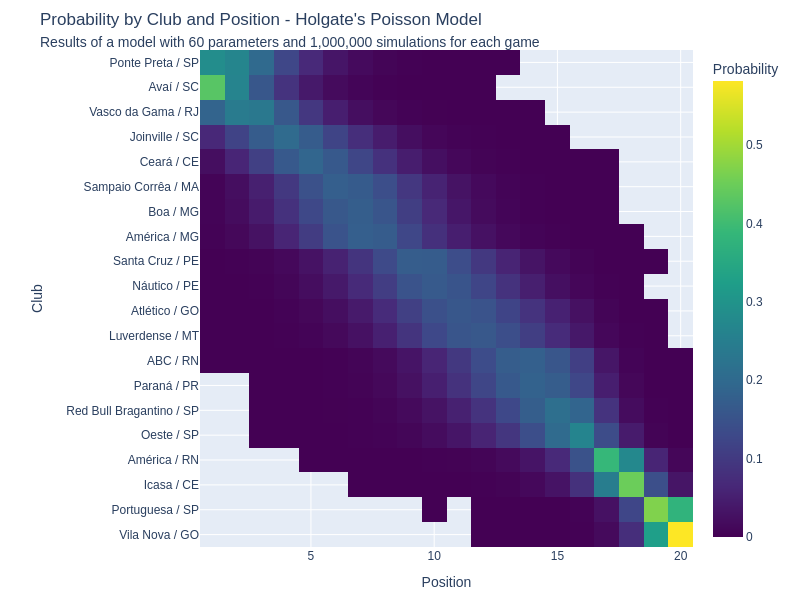 Probability by Club and Position - Holgate's Poisson Model
Results of a model with 60 parameters and 1,000,000 simulations for each game
Probability
Ponte Preta / SP
Avaí / SC
Vasco da Gama / RJ
Joinville / SC
Ceará / CE
Sampaio Corrêa / MA
Boa / MG
América / MG
Santa Cruz / PE
Náutico / PE
Atlético / GO
Luverdense / MT
ABC / RN
Paraná / PR
Red Bull Bragantino / SP
Oeste / SP
América / RN
Icasa / CE
Portuguesa / SP
Vila Nova / GO
Club
5
10
15
20
Position
0.5
0.4
0.3
0.2
0.1
0